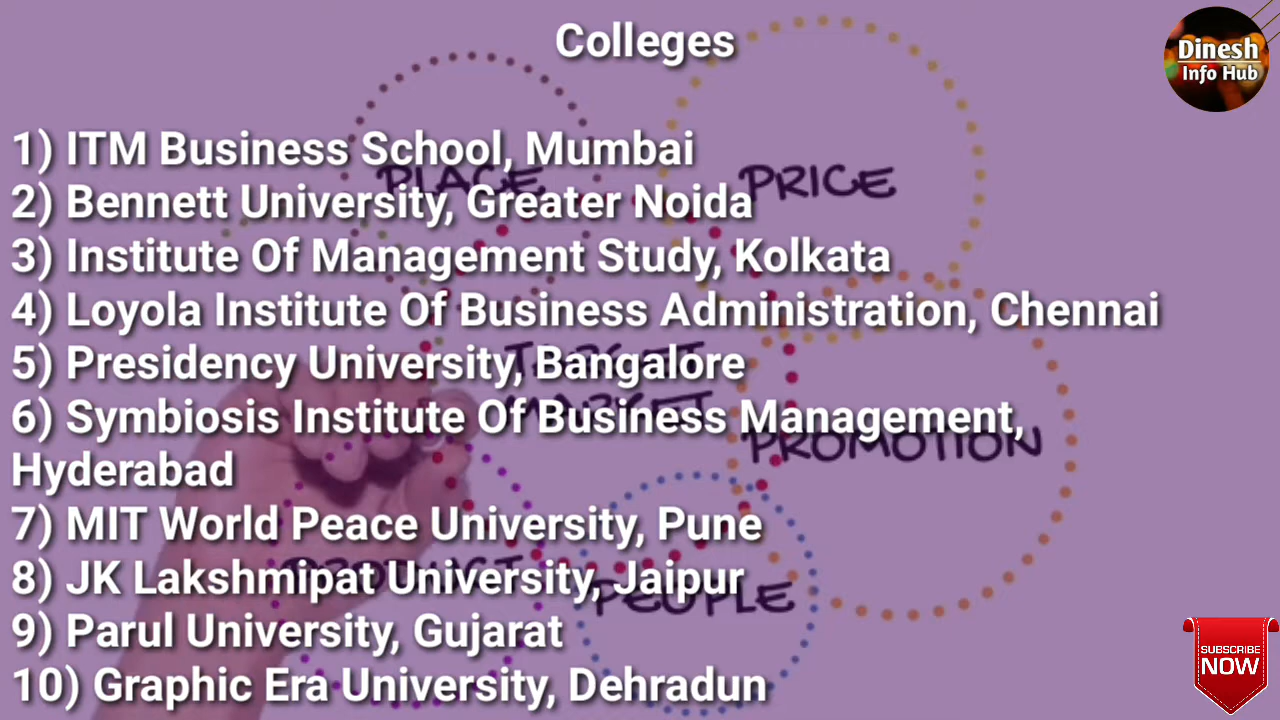 Colleges
Dinesh
Info Hub
1) ITM Business School, Mumbai
PLACE
PRICE
2) Bennett University, Greater Noida
3) Institute Of Management Study, Kolkata
4) Loyola Institute Of Business Administration, Chennai
5) Presidency University, Bangalore
TARGET
MARKET
6) Symbiosis Institute Of Business Management,
PROMOTION
Hyderabad
7) MIT World Peace University, Pune
8) JK Lakshmipat University, Jaipur
PRODUCT
PEOPLE
9) Parul University, Gujarat
10) Graphic Era University, Dehradun
SUBSCRIBE
NOW